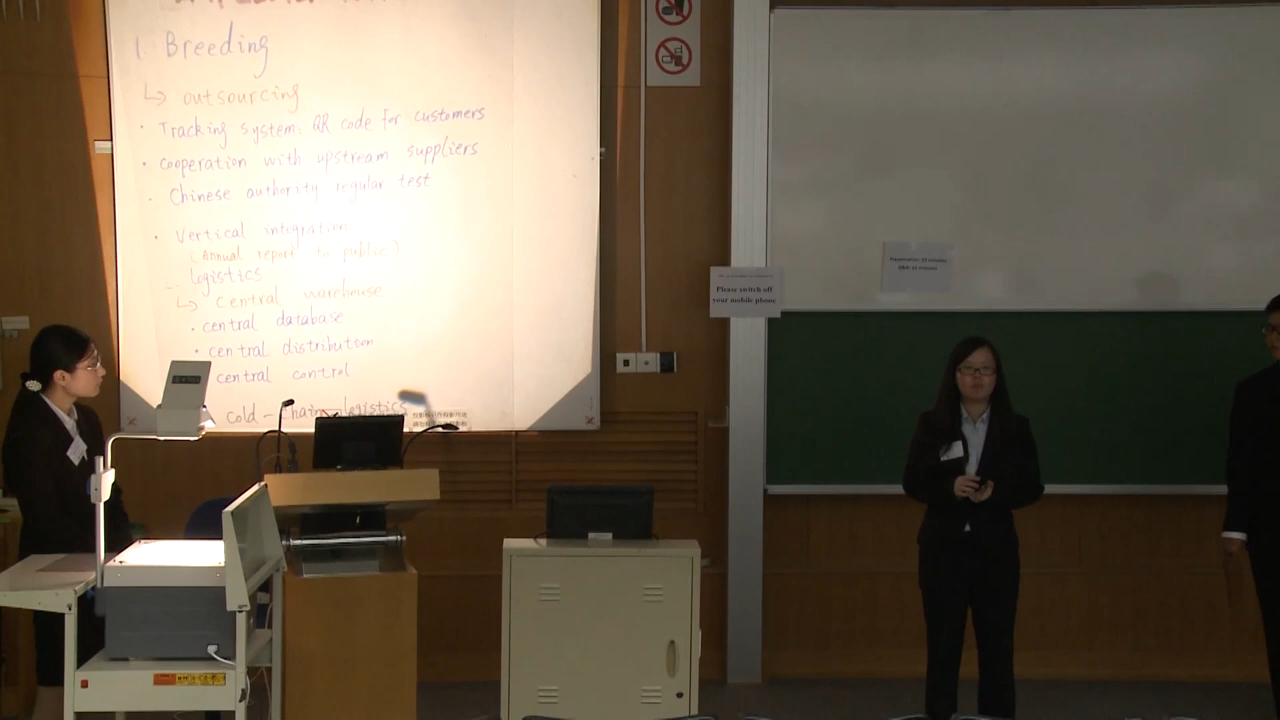 1. Breeding
↳ outsourcing
· Tracking system: QR code for customers
· cooperation with upstream suppliers
· Chinese authority regular test
· Vertical integration
(Annual report to public)
logistics
↳ Central warehouse
· central database
· central distribution
central control
cold-chain logistics
Please switch off
your mobile phone